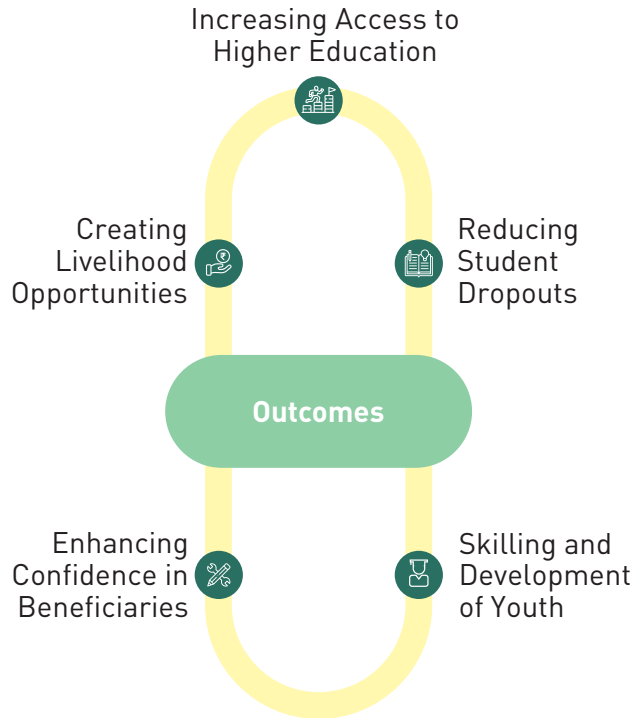 Increasing Access to
Higher Education
Creating
Livelihood
Opportunities
₹
Reducing
Student
Dropouts
Outcomes
Enhancing
Confidence in
Beneficiaries
Skilling and
Development
of Youth